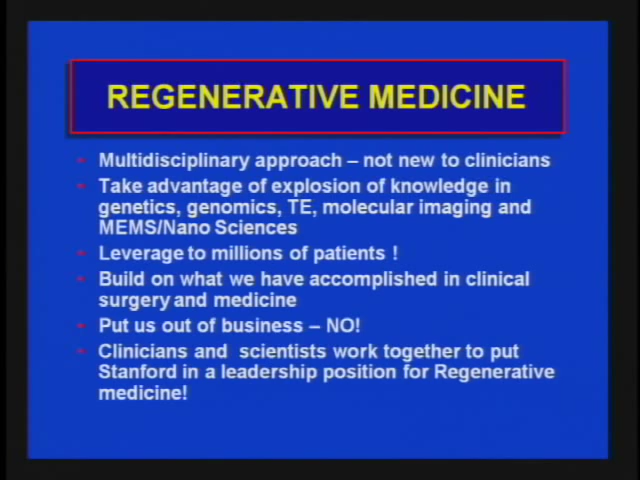 REGENERATIVE MEDICINE
• Multidisciplinary approach – not new to clinicians
• Take advantage of explosion of knowledge in
genetics, genomics, TE, molecular imaging and
MEMS/Nano Sciences
• Leverage to millions of patients !
• Build on what we have accomplished in clinical
surgery and medicine
• Put us out of business – NO!
• Clinicians and  scientists work together to put
Stanford in a leadership position for Regenerative
medicine!